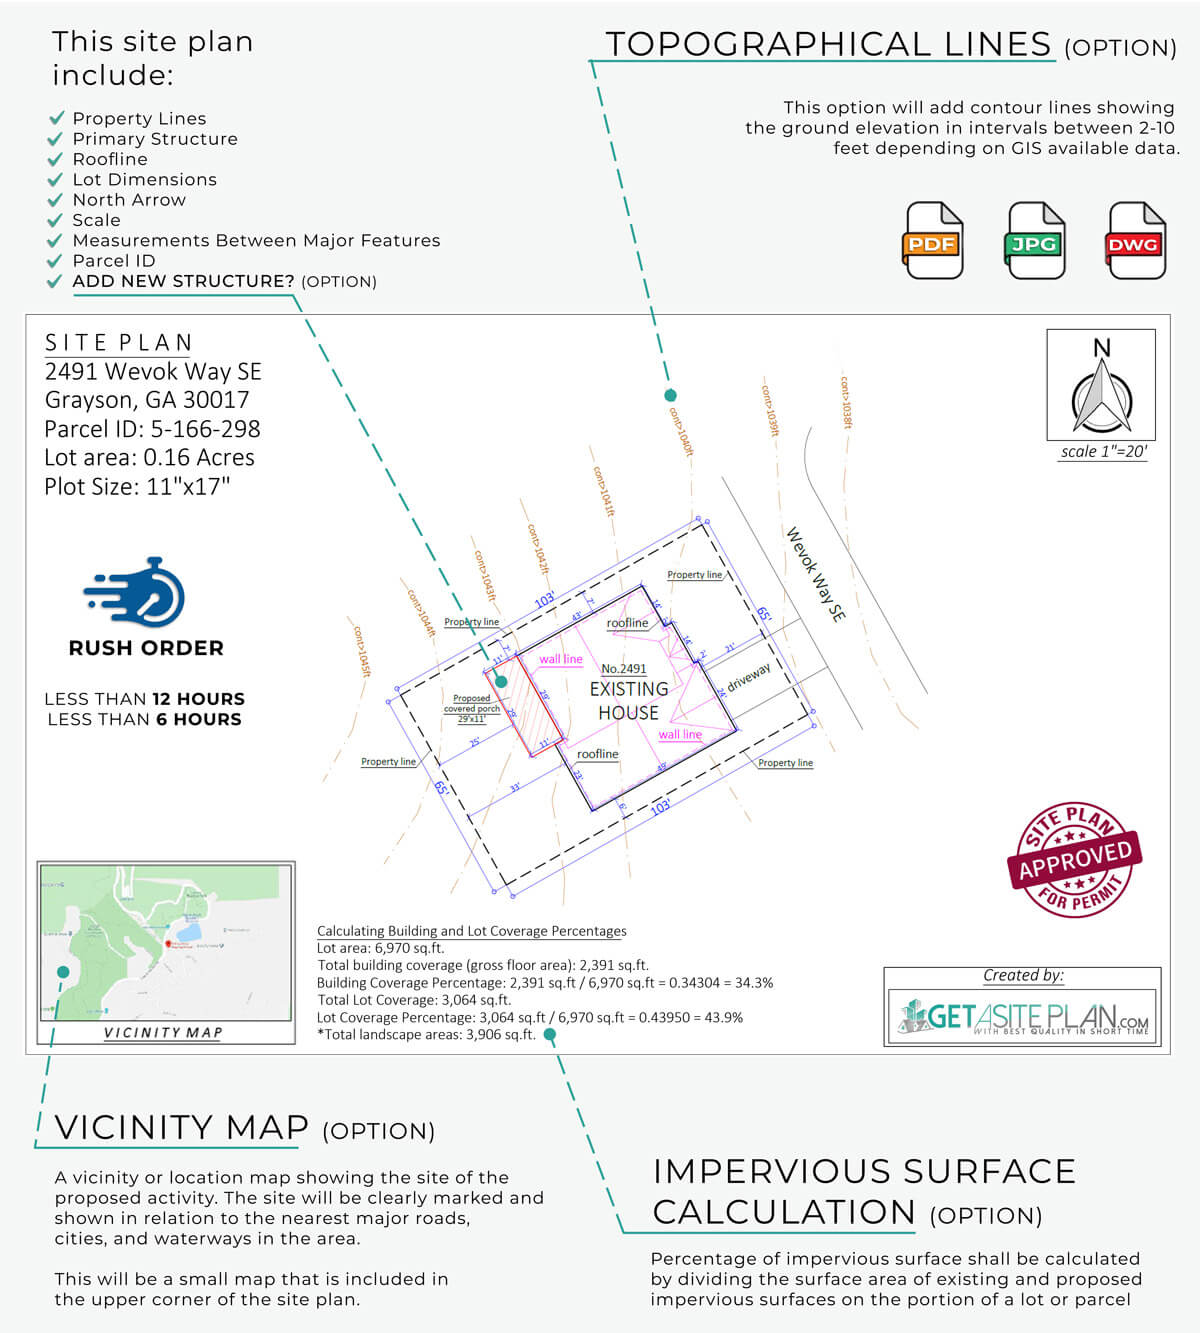 This site plan
include:
Property Lines
Primary Structure
Roofline
Lot Dimensions
North Arrow
Scale
Measurements Between Major Features
Parcel ID
ADD NEW STRUCTURE? (OPTION)
TOPOGRAPHICAL LINES (OPTION)
This option will add contour lines showing
the ground elevation in intervals between 2-10
feet depending on GIS available data.
PDF
JPG
DWG
SITE PLAN
2491 Wevok Way SE
Grayson, GA 30017
Parcel ID: 5-166-298
Lot area: 0.16 Acres
Plot Size: 11"x17"
N
scale 1"=20'
RUSH ORDER
LESS THAN 12 HOURS
LESS THAN 6 HOURS
cont>1045ft
cont>1044ft
cont>1043ft
cont>1042ft
cont>1041ft
cont>1040ft
cont>1039ft
cont>1038ft
Wevok Way SE
103'
43'
7'
14'
Property line
65'
Property line
roofline
14'
2'
21'
7'
11'
wall line
No.2491
EXISTING
HOUSE
driveway
24'
Proposed
covered porch
29'x11'
29'
29'
11'
25'
wall line
roofline
Property line
Property line
65'
33'
23'
49'
6'
103'
SITE PLAN
APPROVED
FOR PERMIT
VICINITY MAP
Calculating Building and Lot Coverage Percentages
Lot area: 6,970 sq.ft.
Total building coverage (gross floor area): 2,391 sq.ft.
Building Coverage Percentage: 2,391 sq.ft / 6,970 sq.ft = 0.34304 = 34.3%
Total Lot Coverage: 3,064 sq.ft.
Lot Coverage Percentage: 3,064 sq.ft / 6,970 sq.ft = 0.43950 = 43.9%
*Total landscape areas: 3,906 sq.ft.
Created by:
GETASITEPLAN.COM
WITH BEST QUALITY IN SHORT TIME
VICINITY MAP (OPTION)
A vicinity or location map showing the site of the
proposed activity. The site will be clearly marked and
shown in relation to the nearest major roads,
cities, and waterways in the area.
This will be a small map that is included in
the upper corner of the site plan.
IMPERVIOUS SURFACE
CALCULATION (OPTION)
Percentage of impervious surface shall be calculated
by dividing the surface area of existing and proposed
impervious surfaces on the portion of a lot or parcel